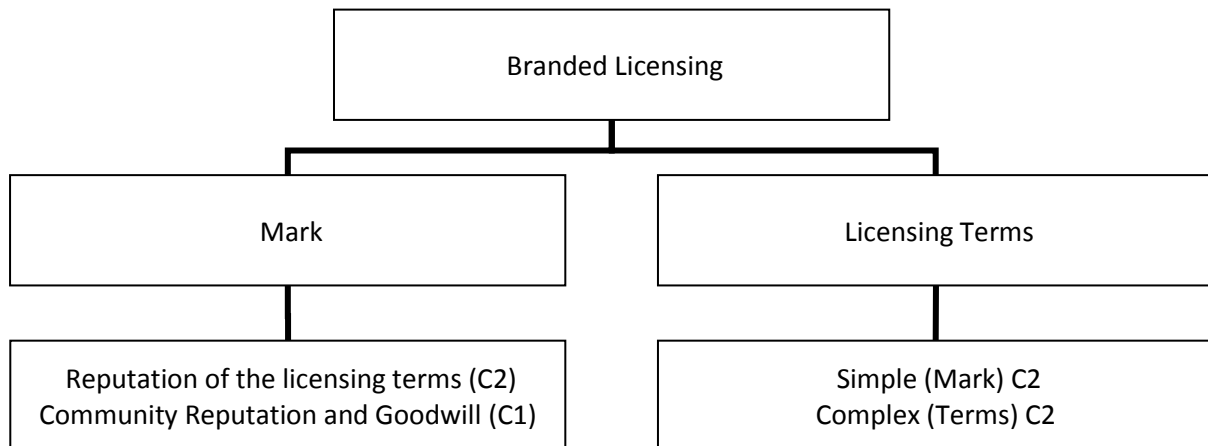 Branded Licensing
Mark
Licensing Terms
Reputation of the licensing terms (C2)
Community Reputation and Goodwill (C1)
Simple (Mark) C2
Complex (Terms) C2